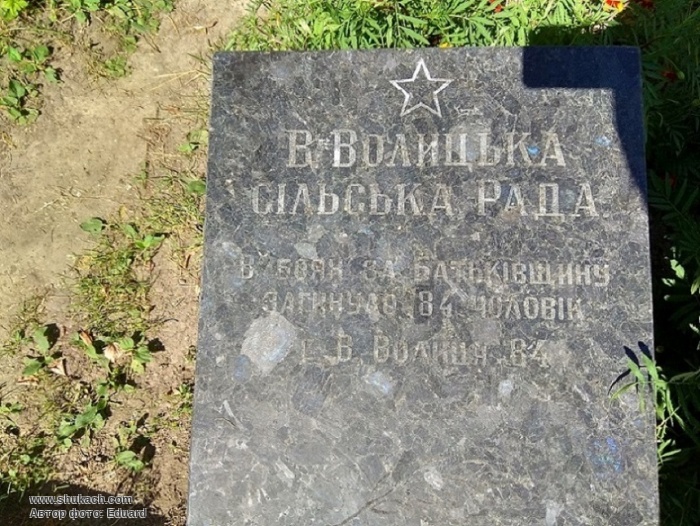 В-Волицька
сільська Рада
В боях за Батьківщину
загинуло 84 чоловік
с. В. Волиця 84
www.shukach.com
Автор фото: Eduard